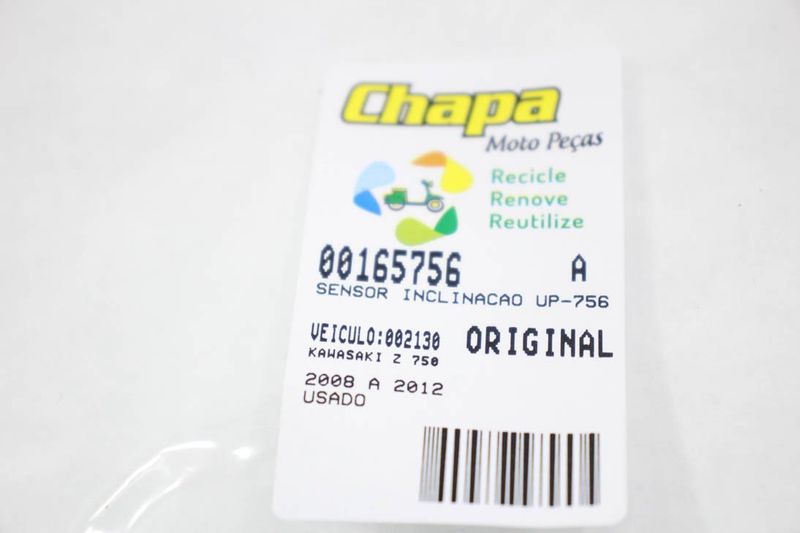 Chapa
Moto Peças
Recicle
Renove
Reutilize
00165756 A
SENSOR INCLINACAO UP-756
VEICULO:002130 ORIGINAL
KAWASAKI Z 750
2008 A 2012
USADO